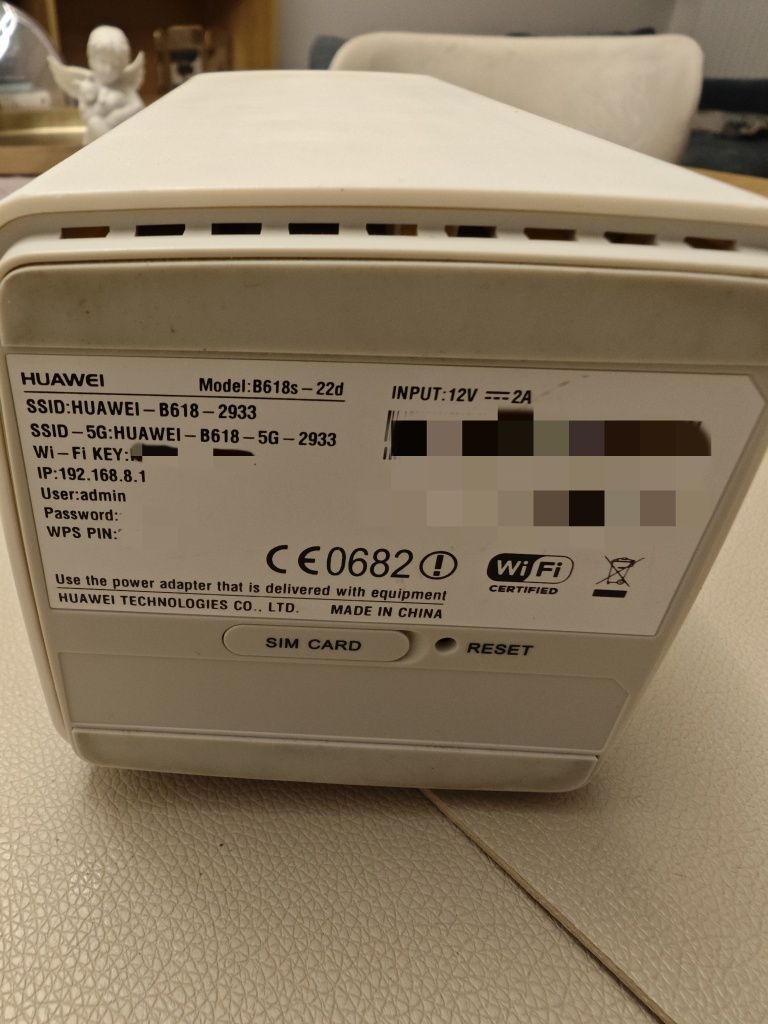 HUAWEI Model:B618s-22d
SSID:HUAWEI-B618-2933
SSID-5G:HUAWEI-B618-5G-2933
Wi-Fi KEY:
IP:192.168.8.1
User:admin
Password:
WPS PIN:
INPUT:12V ⎓2A
CE0682
Wi Fi
CERTIFIED
Use the power adapter that is delivered with equipment
HUAWEI TECHNOLOGIES CO., LTD. MADE IN CHINA
SIM CARD RESET